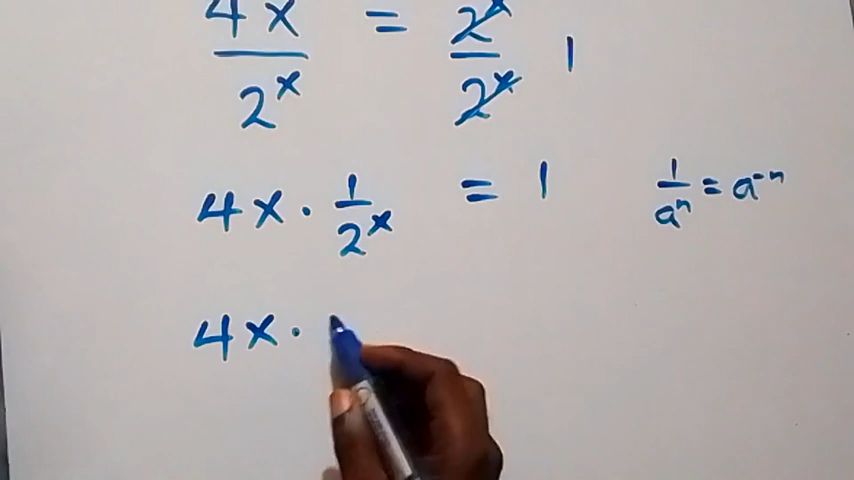 4x/2^x = 2^x/2^x 1
4x · 1/2^x = 1 1/a^n = a^-n
4x ·